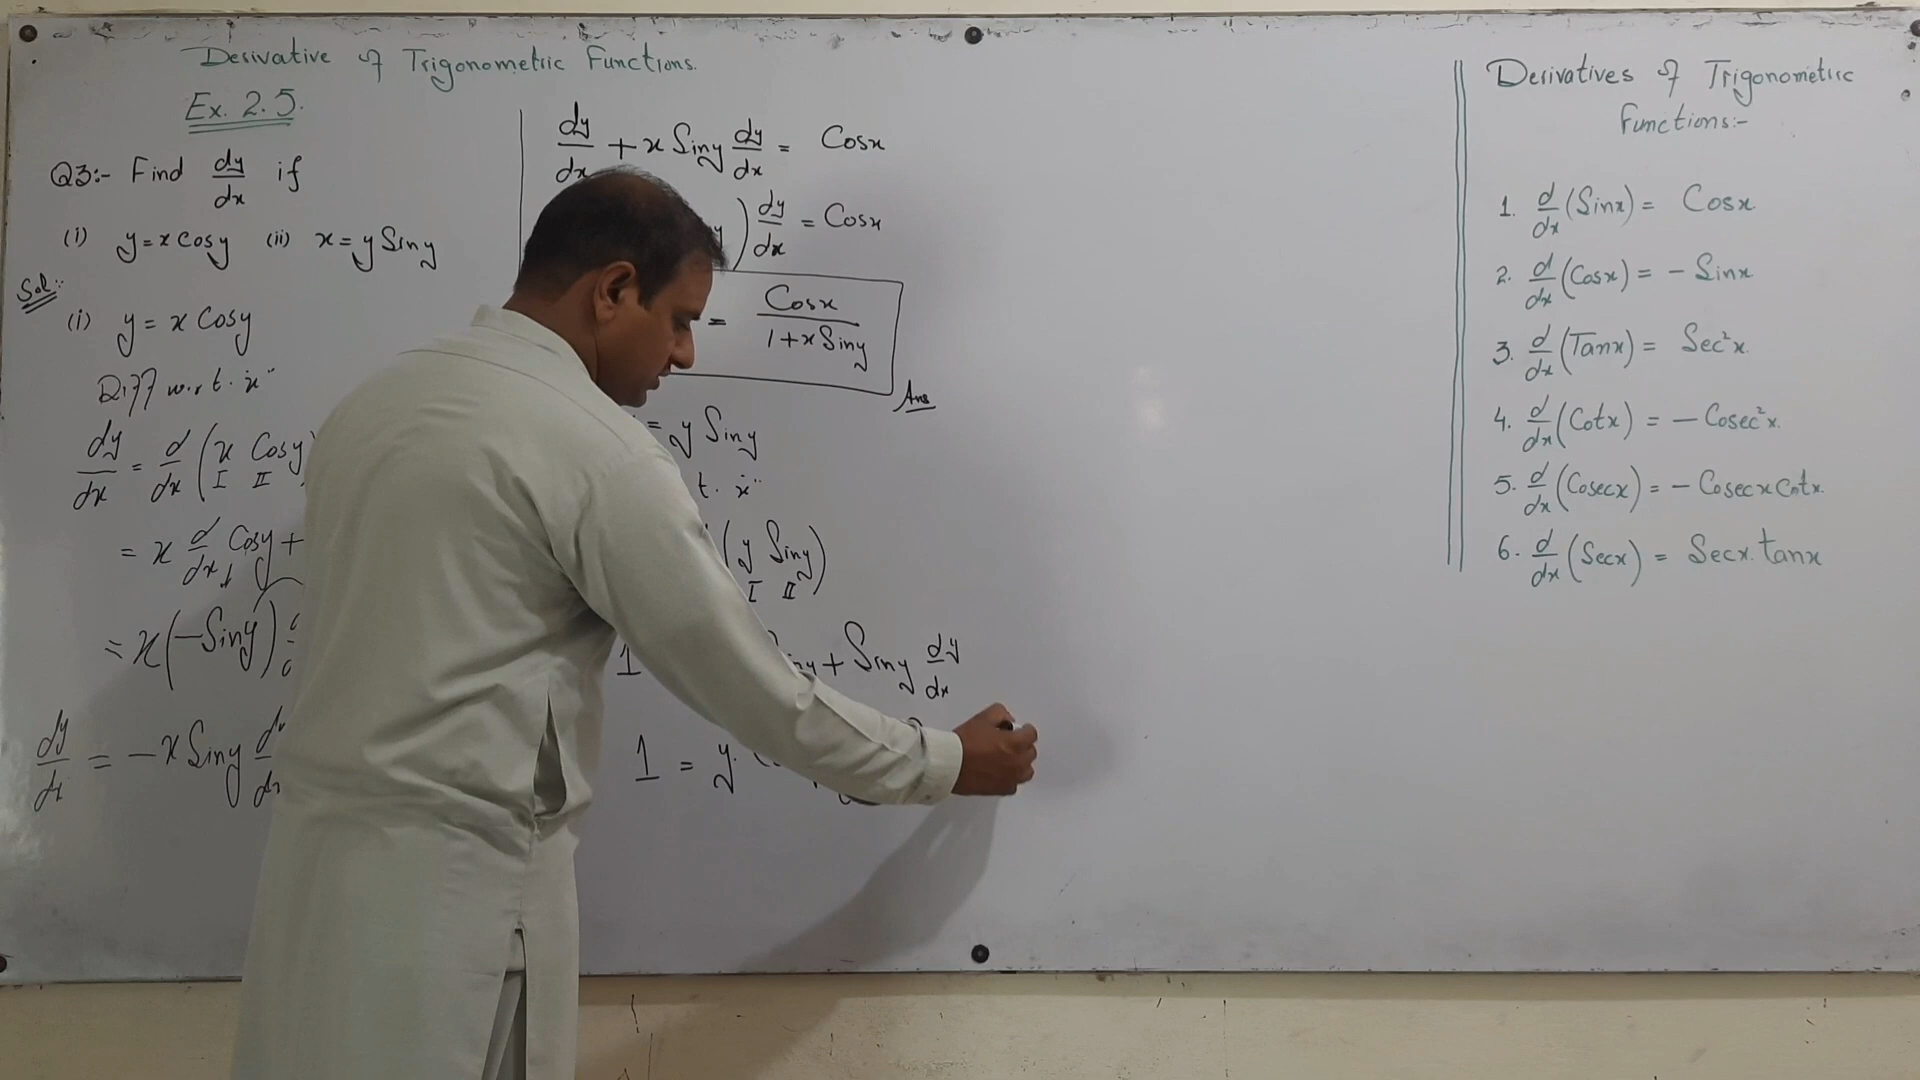 Derivative of Trigonometric Functions.
Ex. 2.5.
Q3:- Find dy/dx if
(i) y = x Cosy (ii) x = y Siny
Sol:-
(i) y = x Cosy
Diff w.r.t. "x"
dy/dx = d/dx (x Cosy
I II
= x d/dx Cosy +
= x(-Siny)
dy/dx = -x Siny
dy/dx + x Siny dy/dx = Cosx
) dy/dx = Cosx
= Cosx / 1 + x Siny
Ans
= y Siny
t. "x"
(y Siny)
I II
1 + Siny dy/dx
1 = y.
Derivatives of Trigonometric
Functions:-
1. d/dx (Sinx) = Cosx
2. d/dx (Cosx) = - Sinx
3. d/dx (Tanx) = Sec²x.
4. d/dx (Cotx) = - Cosec²x.
5. d/dx (Cosecx) = - Cosecx Cotx.
6. d/dx (Secx) = Secx. tanx